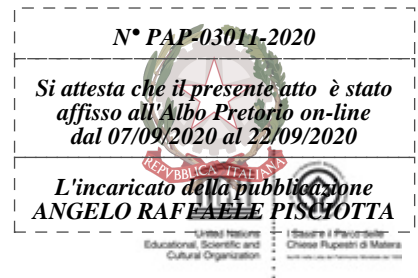 N° PAP-03011-2020
Si attesta che il presente atto è stato
affisso all'Albo Pretorio on-line
dal 07/09/2020 al 22/09/2020
L'incaricato della pubblicazione
ANGELO RAFFAELE PISCIOTTA
REPVBBLICA ITALIANA
United Nations
Educational, Scientific and
Cultural Organization
I Sassi e il Parco delle
Chiese Rupestri di Matera